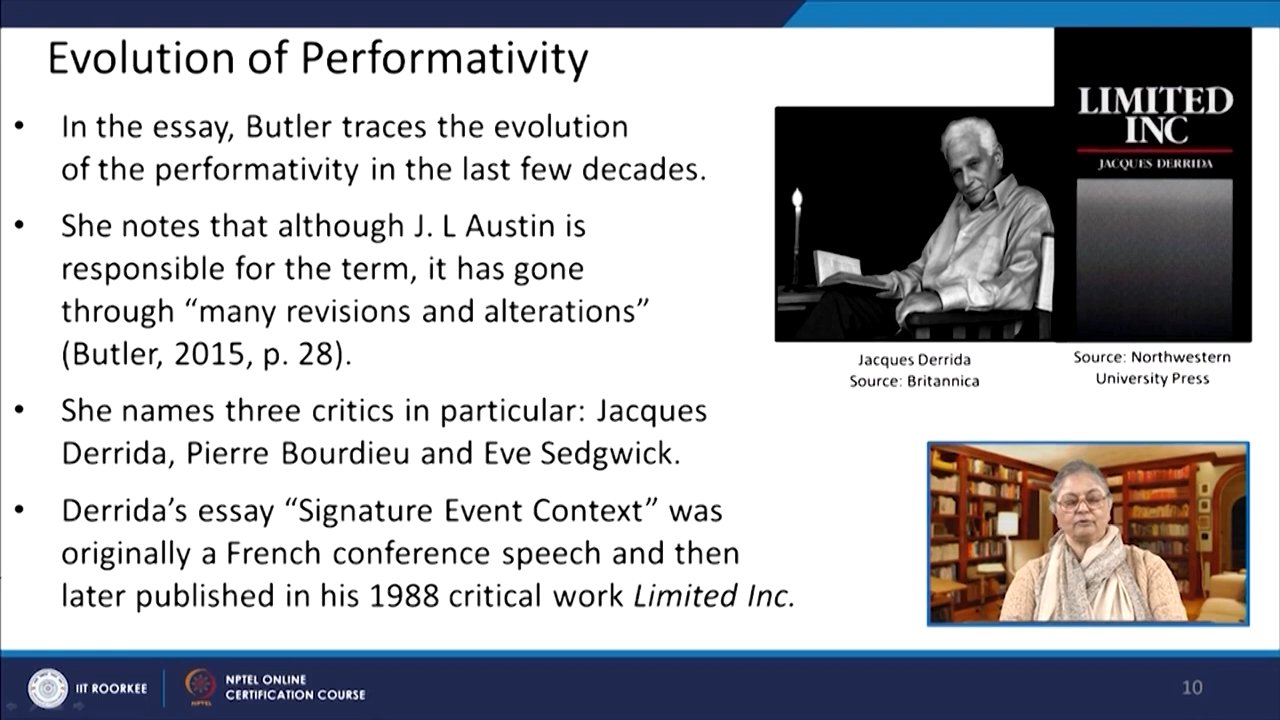 Evolution of Performativity
• In the essay, Butler traces the evolution
of the performativity in the last few decades.
• She notes that although J. L Austin is
responsible for the term, it has gone
through “many revisions and alterations”
(Butler, 2015, p. 28).
• She names three critics in particular: Jacques
Derrida, Pierre Bourdieu and Eve Sedgwick.
• Derrida’s essay “Signature Event Context” was
originally a French conference speech and then
later published in his 1988 critical work Limited Inc.
LIMITED
INC
JACQUES DERRIDA
Jacques Derrida
Source: Britannica
Source: Northwestern
University Press
IIT ROORKEE
NPTEL
NPTEL ONLINE
CERTIFICATION COURSE
10